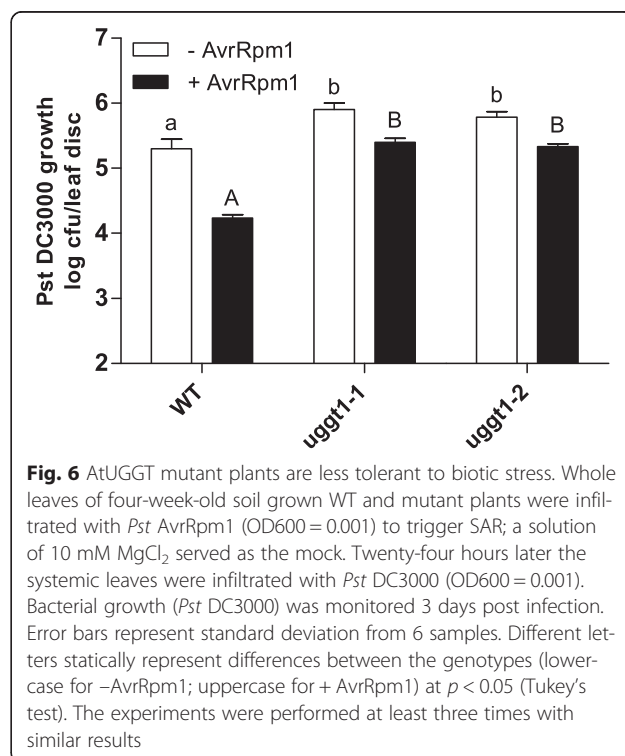 7
- AvrRpm1
+ AvrRpm1
6
5
4
3
2
Pst DC3000 growth
log cfu/leaf disc
a
A
b
B
b
B
WT
uggt1-1
uggt1-2
Fig. 6 AtUGGT mutant plants are less tolerant to biotic stress. Whole
leaves of four-week-old soil grown WT and mutant plants were infil-
trated with Pst AvrRpm1 (OD600 = 0.001) to trigger SAR; a solution
of 10 mM MgCl₂ served as the mock. Twenty-four hours later the
systemic leaves were infiltrated with Pst DC3000 (OD600 = 0.001).
Bacterial growth (Pst DC3000) was monitored 3 days post infection.
Error bars represent standard deviation from 6 samples. Different let-
ters statically represent differences between the genotypes (lower-
case for –AvrRpm1; uppercase for + AvrRpm1) at p < 0.05 (Tukey's
test). The experiments were performed at least three times with
similar results